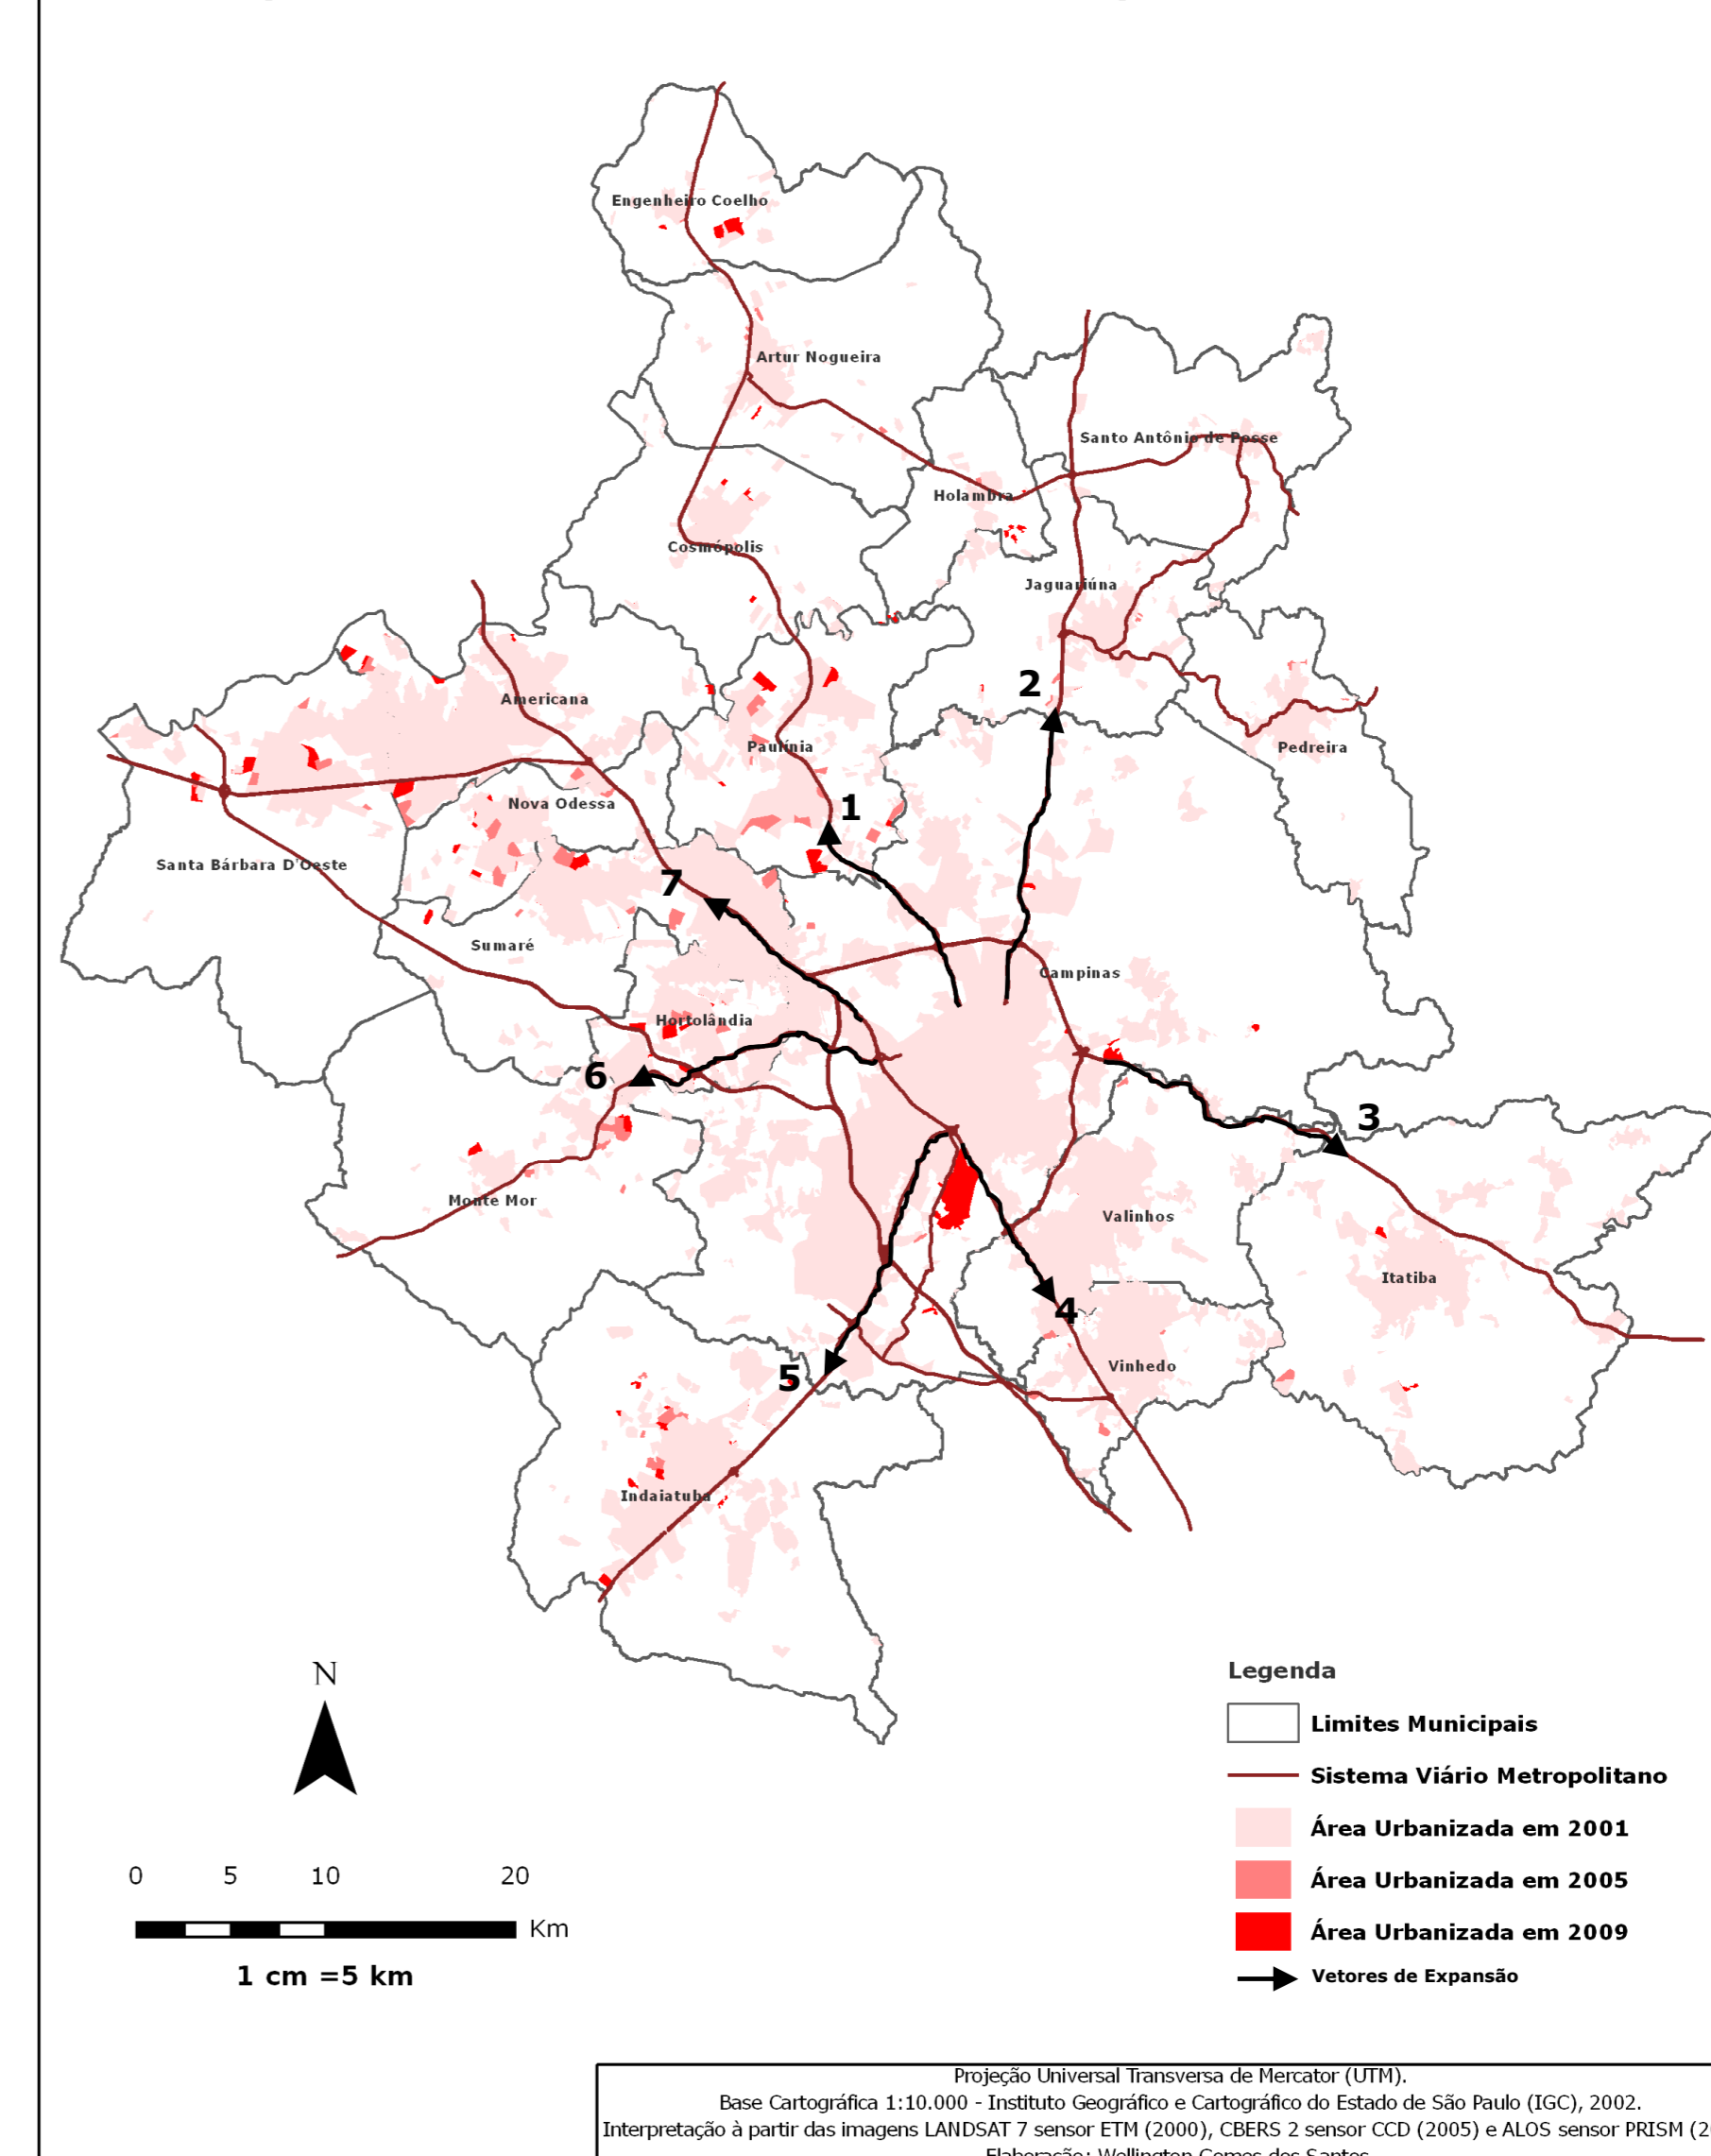 Engenheiro Coelho
Artur Nogueira
Santo Antônio de Posse
Holambra
Cosmópolis
Jaguariúna
2
Americana
Paulínia
Pedreira
1
Nova Odessa
Santa Bárbara D'Oeste
7
Sumaré
Campinas
Hortolândia
6
3
Monte Mor
Valinhos
Itatiba
4
Vinhedo
5
Indaiatuba
N
Legenda
Limites Municipais
Sistema Viário Metropolitano
Área Urbanizada em 2001
Área Urbanizada em 2005
Área Urbanizada em 2009
Vetores de Expansão
0 5 10 20
Km
1 cm =5 km
Projeção Universal Transversa de Mercator (UTM).
Base Cartográfica 1:10.000 - Instituto Geográfico e Cartográfico do Estado de São Paulo (IGC), 2002.
Interpretação à partir das imagens LANDSAT 7 sensor ETM (2000), CBERS 2 sensor CCD (2005) e ALOS sensor PRISM
Elaboração: Wellington Gomes dos Santos